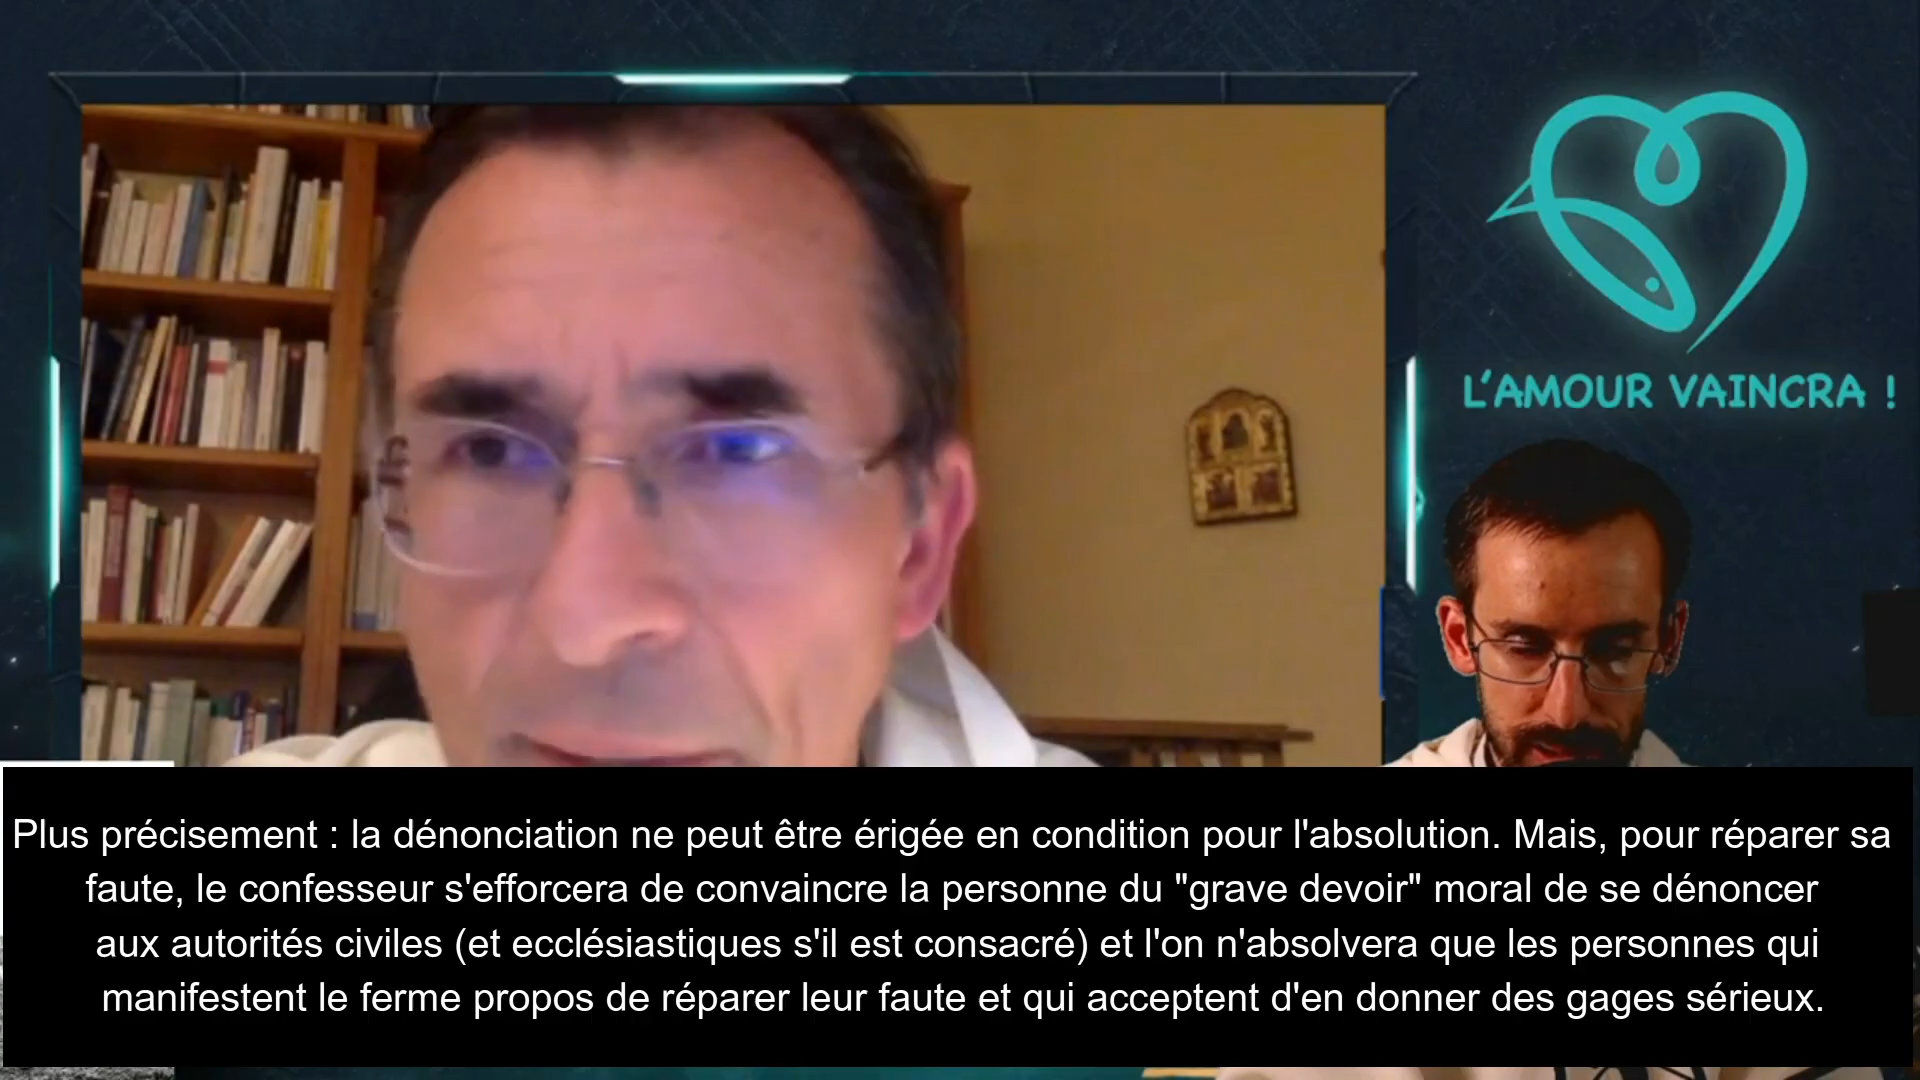 L'AMOUR VAINCRA !
Plus précisement : la dénonciation ne peut être érigée en condition pour l'absolution. Mais, pour réparer sa
faute, le confesseur s'efforcera de convaincre la personne du "grave devoir" moral de se dénoncer
aux autorités civiles (et ecclésiastiques s'il est consacré) et l'on n'absolvera que les personnes qui
manifestent le ferme propos de réparer leur faute et qui acceptent d'en donner des gages sérieux.